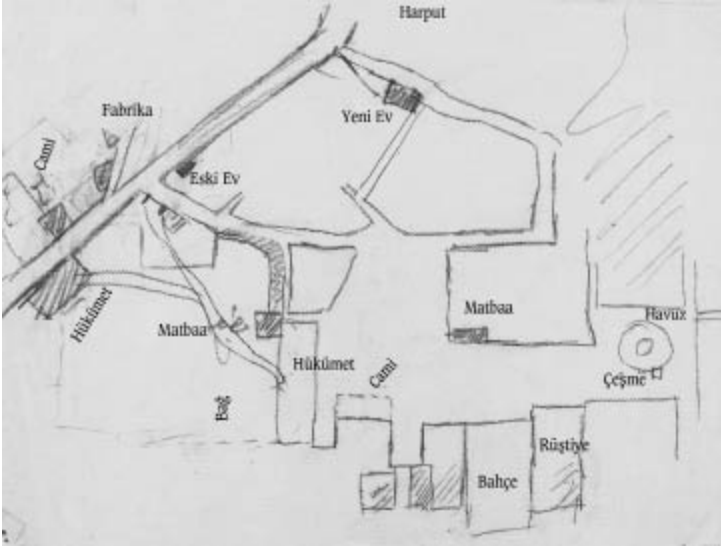 Harput
Fabrika
Yeni Ev
Cami
Eski Ev
Hükümet
Matbaa
Matbaa
Havuz
Hükümet
Cami
Çeşme
Bağ
Rüştiye
Bahçe